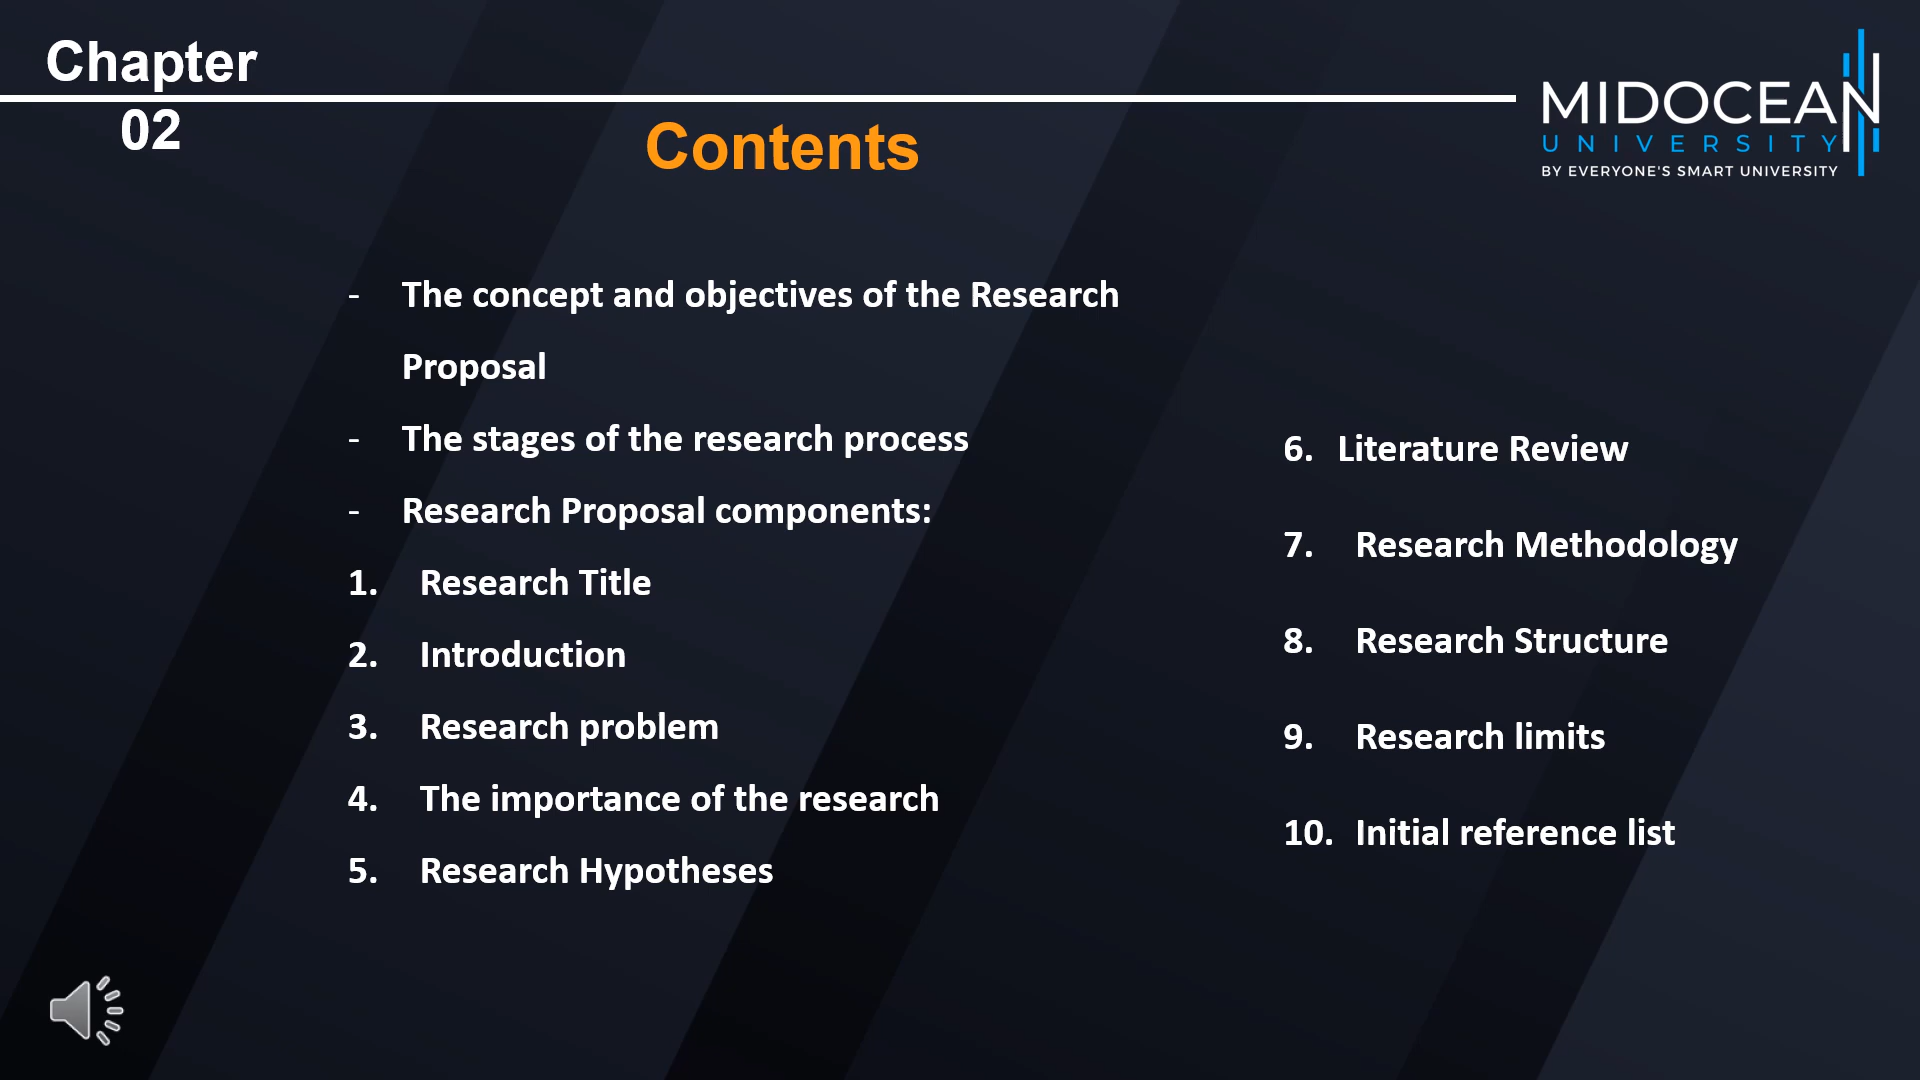 Chapter
02
Contents
MIDOCEAN
UNIVERSITY
BY EVERYONE'S SMART UNIVERSITY
- The concept and objectives of the Research
Proposal
- The stages of the research process
- Research Proposal components:
1. Research Title
2. Introduction
3. Research problem
4. The importance of the research
5. Research Hypotheses
6. Literature Review
7. Research Methodology
8. Research Structure
9. Research limits
10. Initial reference list